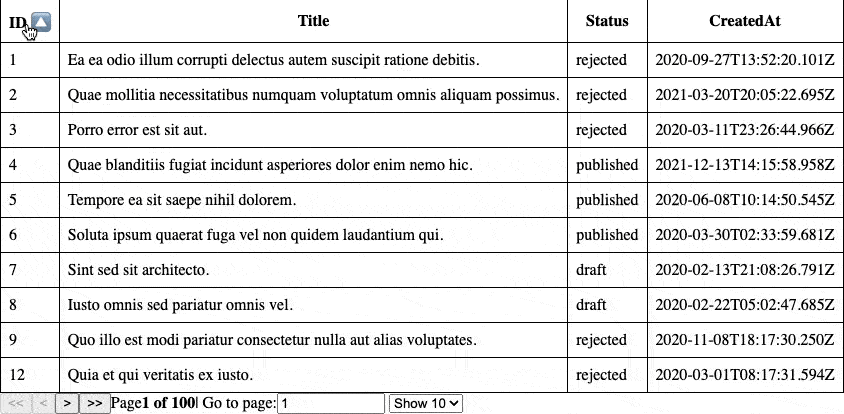 ID 🔼 Title Status CreatedAt
1 Ea ea odio illum corrupti delectus autem suscipit ratione debitis. rejected 2020-09-27T13:52:20.101Z
2 Quae mollitia necessitatibus numquam voluptatum omnis aliquam possimus. rejected 2021-03-20T20:05:22.695Z
3 Porro error est sit aut. rejected 2020-03-11T23:26:44.966Z
4 Quae blanditiis fugiat incidunt asperiores dolor enim nemo hic. published 2021-12-13T14:15:58.958Z
5 Tempore ea sit saepe nihil dolorem. published 2020-06-08T10:14:50.545Z
6 Soluta ipsum quaerat fuga vel non quidem laudantium qui. published 2020-03-30T02:33:59.681Z
7 Sint sed sit architecto. draft 2020-02-13T21:08:26.791Z
8 Iusto omnis sed pariatur omnis vel. draft 2020-02-22T05:02:47.685Z
9 Quo illo est modi pariatur consectetur nulla aut alias voluptates. rejected 2020-11-08T18:17:30.250Z
12 Quia et qui veritatis ex iusto. rejected 2020-03-01T08:17:31.594Z
<< < > >> Page1 of 100| Go to page: 1 Show 10